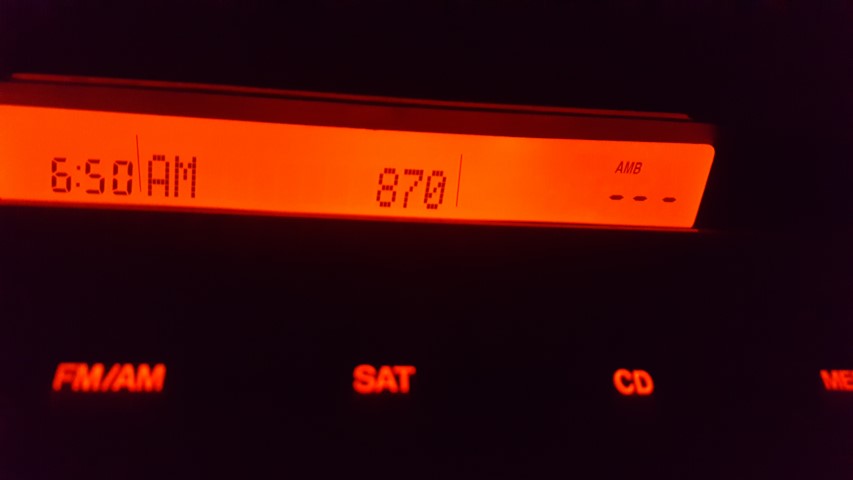 6:50 AM 870 AMB
---
FM/AM SAT CD